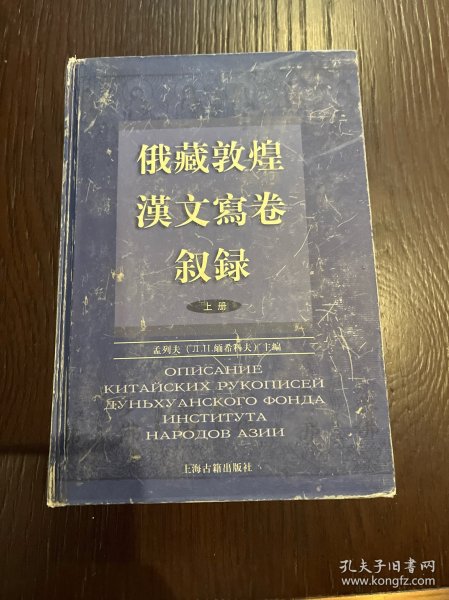 俄藏敦煌
漢文寫卷
叙録
上册
孟列夫（Л.Н.緬希科夫）主編
ОПИСАНИЕ
КИТАЙСКИХ РУКОПИСЕЙ
ДУНЬХУАНСКОГО ФОНДА
ИНСТИТУТА
НАРОДОВ АЗИИ
上海古籍出版社
孔夫子旧书网
www.kongfz.com